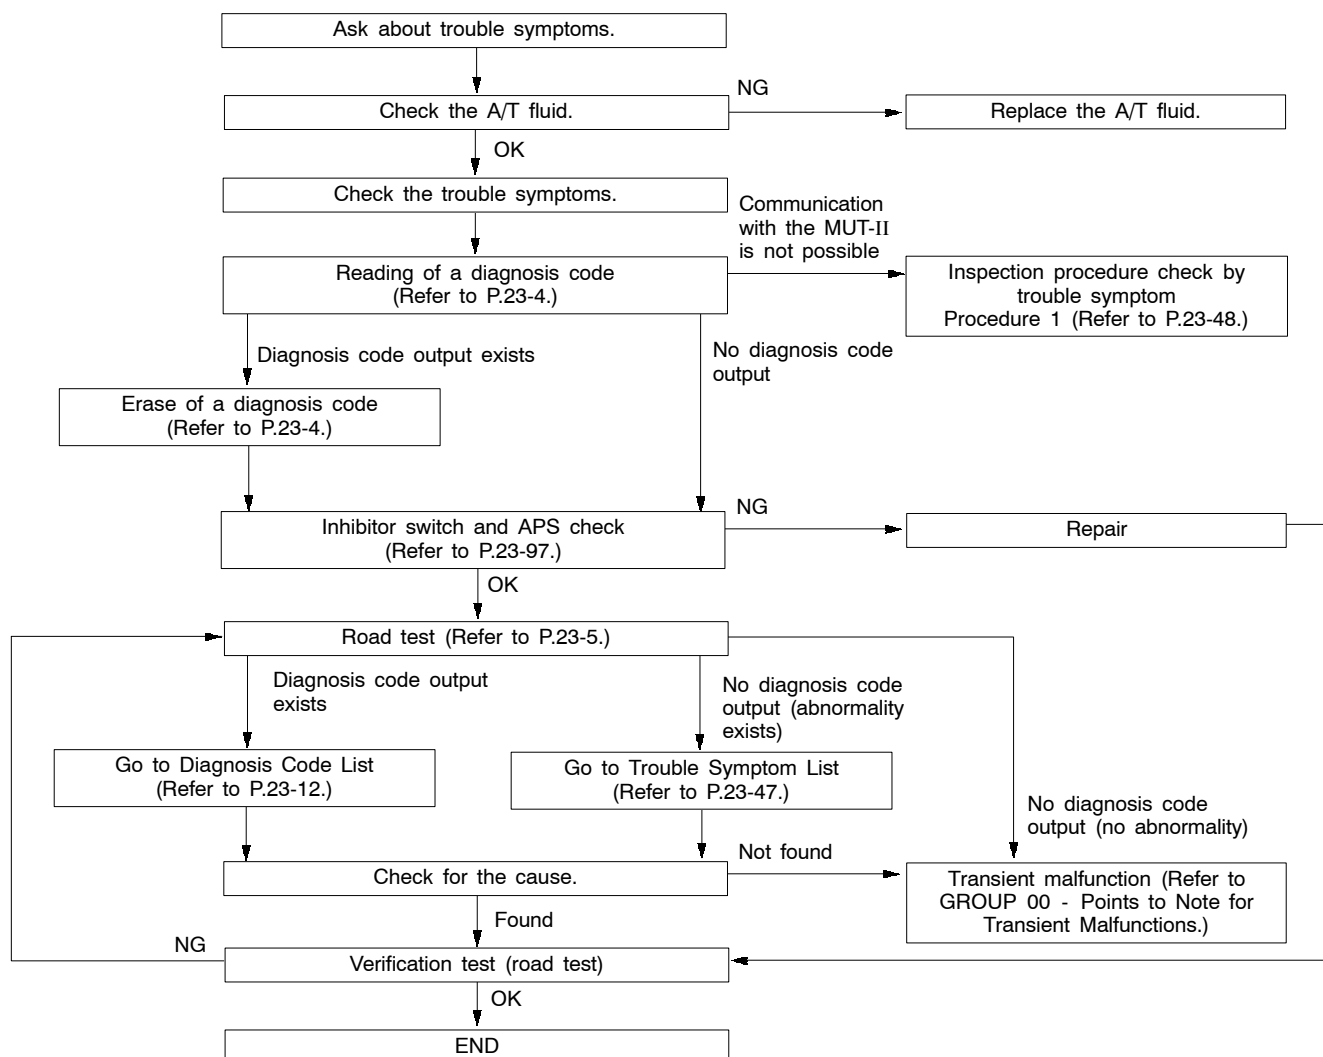 Ask about trouble symptoms.
NG
Check the A/T fluid.
Replace the A/T fluid.
OK
Check the trouble symptoms.
Communication
with the MUT-II
is not possible
Reading of a diagnosis code
(Refer to P.23-4.)
Inspection procedure check by
trouble symptom
Procedure 1 (Refer to P.23-48.)
Diagnosis code output exists
No diagnosis code
output
Erase of a diagnosis code
(Refer to P.23-4.)
NG
Inhibitor switch and APS check
(Refer to P.23-97.)
Repair
OK
Road test (Refer to P.23-5.)
Diagnosis code output
exists
No diagnosis code
output (abnormality
exists)
Go to Diagnosis Code List
(Refer to P.23-12.)
Go to Trouble Symptom List
(Refer to P.23-47.)
No diagnosis code
output (no abnormality)
Not found
Check for the cause.
Transient malfunction (Refer to
GROUP 00 - Points to Note for
Transient Malfunctions.)
Found
NG
Verification test (road test)
OK
END